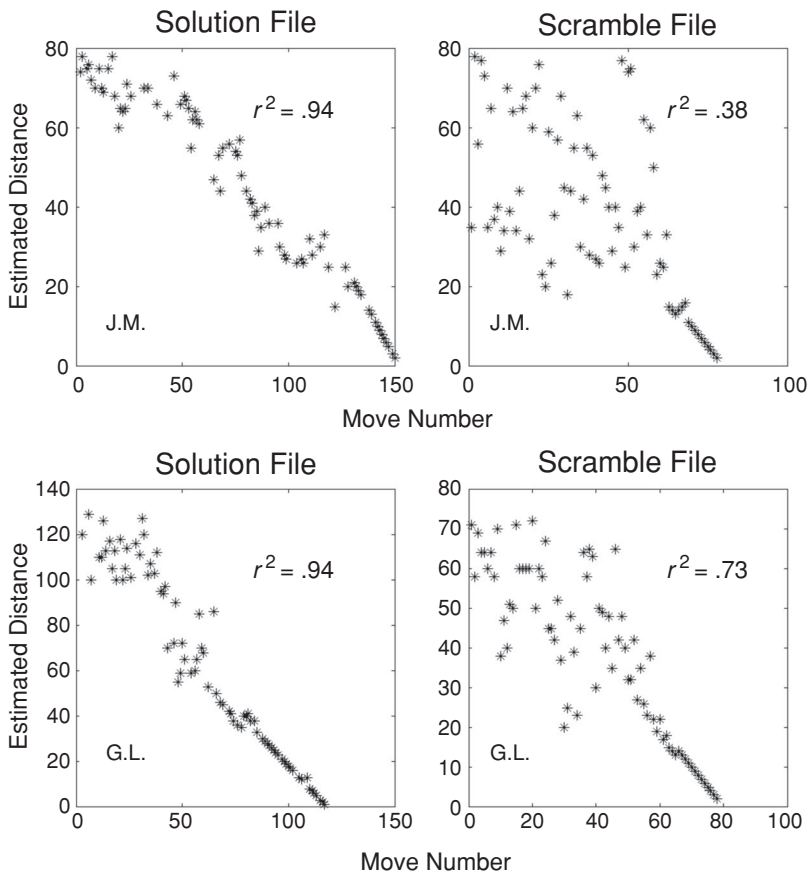 Solution File
Scramble File
Estimated Distance
80
60
40
20
0
r² = .94
J.M.
0
50
100
150
80
60
40
20
0
r² = .38
J.M.
0
50
100
Move Number
Solution File
Scramble File
Estimated Distance
140
120
100
80
60
40
20
0
r² = .94
G.L.
0
50
100
150
80
70
60
50
40
30
20
10
0
r² = .73
G.L.
0
20
40
60
80
100
Move Number